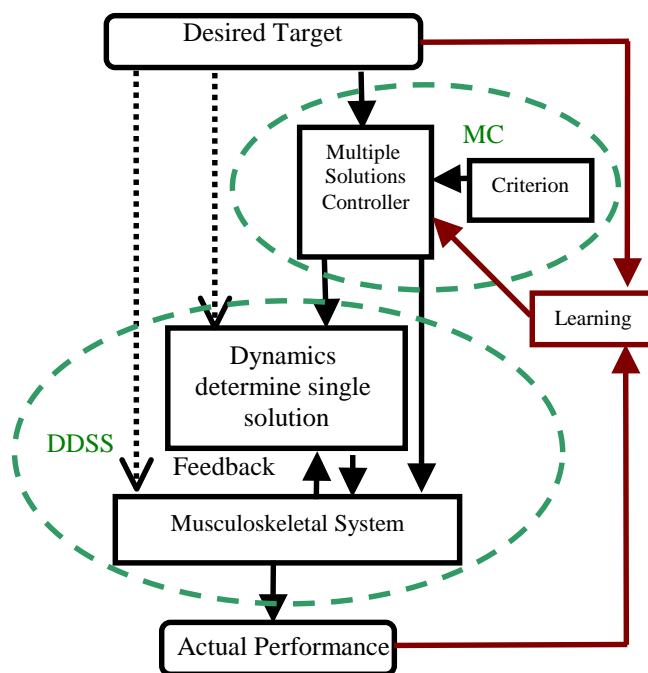 Desired Target
MC
Multiple
Solutions
Controller
Criterion
Learning
Dynamics
determine single
solution
DDSS
Feedback
Musculoskeletal System
Actual Performance